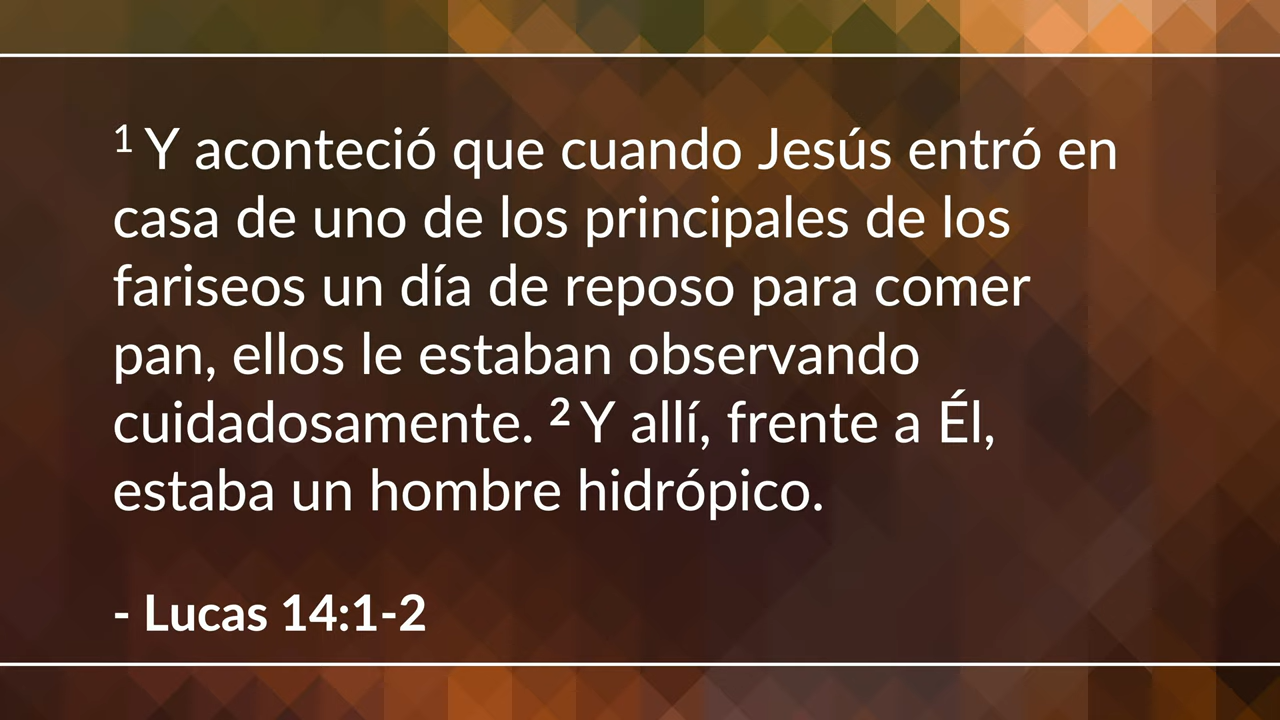 1 Y aconteció que cuando Jesús entró en
casa de uno de los principales de los
fariseos un día de reposo para comer
pan, ellos le estaban observando
cuidadosamente. 2 Y allí, frente a Él,
estaba un hombre hidrópico.
- Lucas 14:1-2